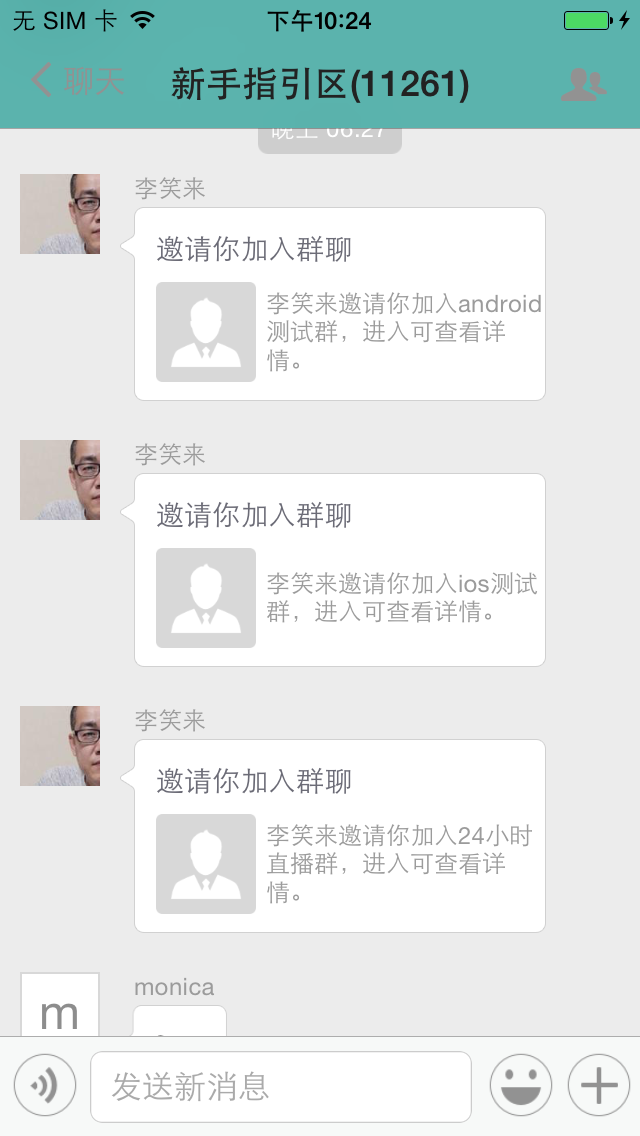 无 SIM 卡 下午10:24
聊天 新手指引区(11261)
晚上 06:27
李笑来
邀请你加入群聊
李笑来邀请你加入android
测试群，进入可查看详
情。
李笑来
邀请你加入群聊
李笑来邀请你加入ios测试
群，进入可查看详情。
李笑来
邀请你加入群聊
李笑来邀请你加入24小时
直播群，进入可查看详
情。
m
monica
发送新消息